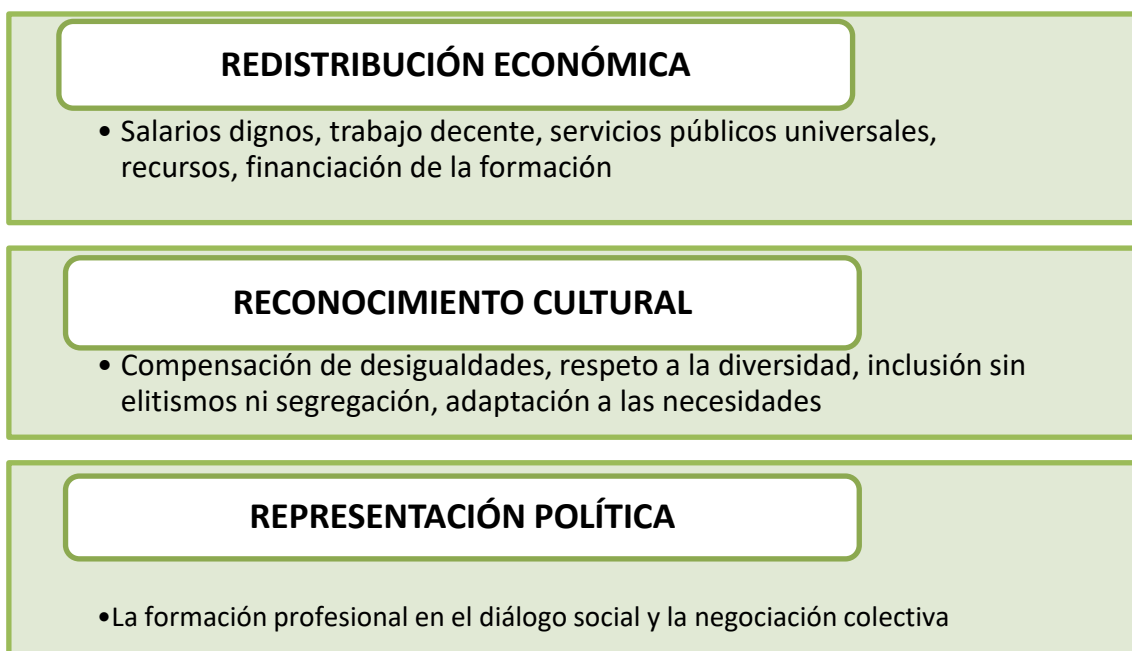 REDISTRIBUCIÓN ECONÓMICA
• Salarios dignos, trabajo decente, servicios públicos universales,
recursos, financiación de la formación
RECONOCIMIENTO CULTURAL
• Compensación de desigualdades, respeto a la diversidad, inclusión sin
elitismos ni segregación, adaptación a las necesidades
REPRESENTACIÓN POLÍTICA
•La formación profesional en el diálogo social y la negociación colectiva